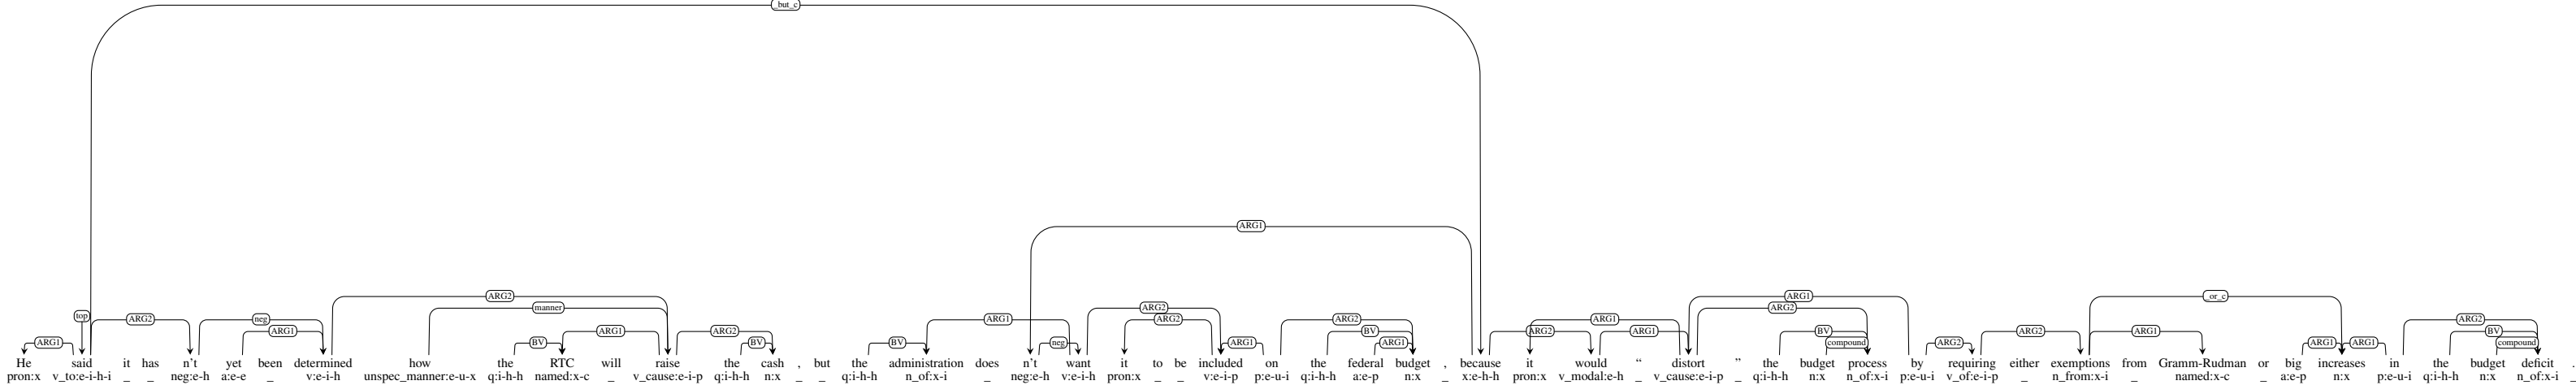 _but_c
ARG1
ARG2 manner _or_c
ARG1
ARG2 ARG2
top ARG2 neg ARG1 ARG2 ARG2 ARG1 ARG2
ARG1 ARG1 ARG2 BV ARG2 ARG1 BV ARG2 ARG1 BV
ARG1 BV BV BV neg ARG1 ARG1 compound ARG2 ARG1 ARG1 compound
He said it has n't yet been determined how the RTC will raise the cash , but the administration does n't want it to be included on the federal budget , because it would “ distort ” the budget process by requiring either exemptions from Gramm-Rudman or big increases in the budget deficit
pron:x v_to:e-i-h-i _ _ neg:e-h a:e-e _ v:e-i-h unspec_manner:e-u-x q:i-h-h named:x-c _ v_cause:e-i-p q:i-h-h n:x _ _ q:i-h-h n_of:x-i _ neg:e-h v:e-i-h pron:x _ _ v:e-i-p p:e-u-i q:i-h-h a:e-p n:x _ x:e-h-h pron:x v_modal:e-h _ v_cause:e-i-p _ q:i-h-h n:x n_of:x-i p:e-u-i v_of:e-i-p _ n_from:x-i _ named:x-c _ a:e-p n:x p:e-u-i q:i-h-h n:x n_of:x-i